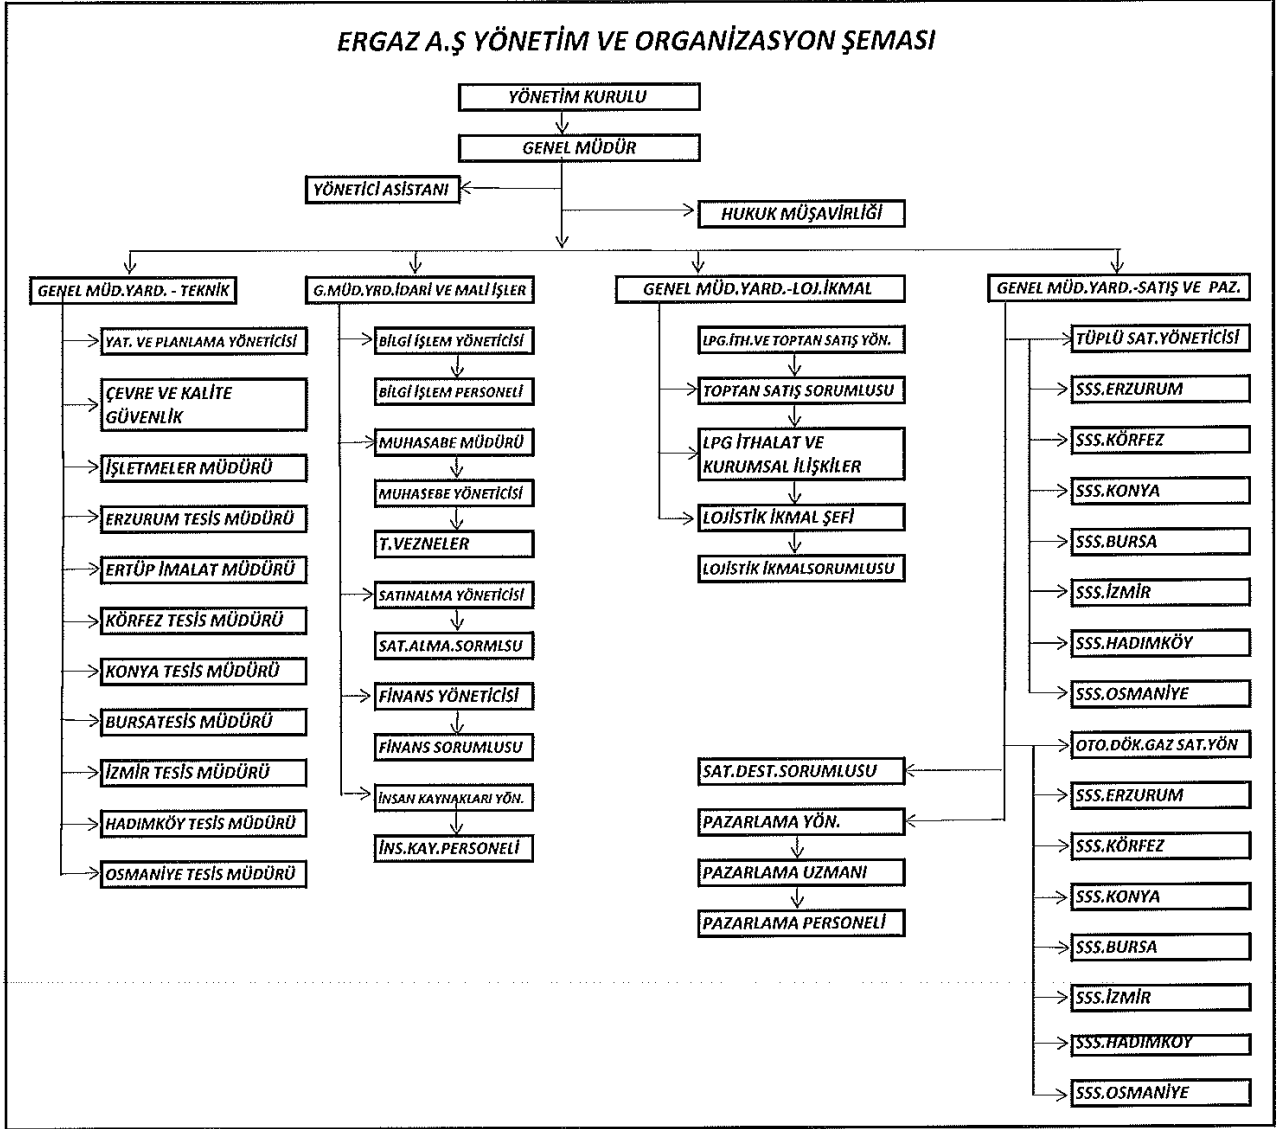 ERGAZ A.Ş YÖNETİM VE ORGANİZASYON ŞEMASI
YÖNETİM KURULU
GENEL MÜDÜR
YÖNETİCİ ASİSTANI
HUKUK MÜŞAVİRLİĞİ
GENEL MÜD.YARD. - TEKNİK
YAT. VE PLANLAMA YÖNETİCİSİ
ÇEVRE VE KALİTE
GÜVENLİK
İŞLETMELER MÜDÜRÜ
ERZURUM TESİS MÜDÜRÜ
ERTÜP İMALAT MÜDÜRÜ
KÖRFEZ TESİS MÜDÜRÜ
KONYA TESİS MÜDÜRÜ
BURSATESİS MÜDÜRÜ
İZMİR TESİS MÜDÜRÜ
HADIMKÖY TESİS MÜDÜRÜ
OSMANİYE TESİS MÜDÜRÜ
G.MÜD.YRD.İDARİ VE MALİ İŞLER
BİLGİ İŞLEM YÖNETİCİSİ
BİLGİ İŞLEM PERSONELİ
MUHASABE MÜDÜRÜ
MUHASEBE YÖNETİCİSİ
T.VEZNELER
SATINALMA YÖNETİCİSİ
SAT.ALMA.SORMLSU
FİNANS YÖNETİCİSİ
FİNANS SORUMLUSU
İNSAN KAYNAKLARI YÖN.
İNS.KAY.PERSONELİ
GENEL MÜD.YARD.-LOJ.İKMAL
LPG.İTH.VE TOPTAN SATIŞ YÖN.
TOPTAN SATIŞ SORUMLUSU
LPG İTHALAT VE
KURUMSAL İLİŞKİLER
LOJİSTİK İKMAL ŞEFİ
LOJİSTİK İKMALSORUMLUSU
SAT.DEST.SORUMLUSU
PAZARLAMA YÖN.
PAZARLAMA UZMANI
PAZARLAMA PERSONELİ
GENEL MÜD.YARD.-SATIŞ VE PAZ.
TÜPLÜ SAT.YÖNETİCİSİ
SSS.ERZURUM
SSS.KÖRFEZ
SSS.KONYA
SSS.BURSA
SSS.İZMİR
SSS.HADIMKÖY
SSS.OSMANİYE
OTO.DÖK.GAZ SAT.YÖN
SSS.ERZURUM
SSS.KÖRFEZ
SSS.KONYA
SSS.BURSA
SSS.İZMİR
SSS.HADIMKOY
SSS.OSMANİYE